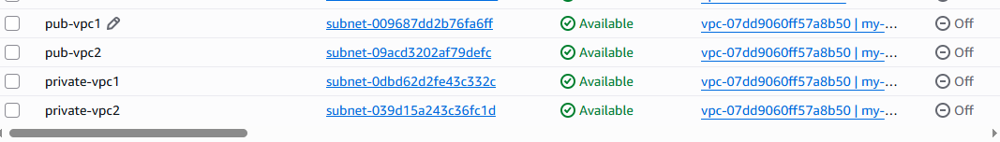 pub-vpc1 subnet-009687dd2b76fa6ff Available vpc-07dd9060ff57a8b50 | my-... Off
pub-vpc2 subnet-09acd3202af79defc Available vpc-07dd9060ff57a8b50 | my-... Off
private-vpc1 subnet-0dbd62d2fe43c332c Available vpc-07dd9060ff57a8b50 | my-... Off
private-vpc2 subnet-039d15a243c36fc1d Available vpc-07dd9060ff57a8b50 | my-... Off